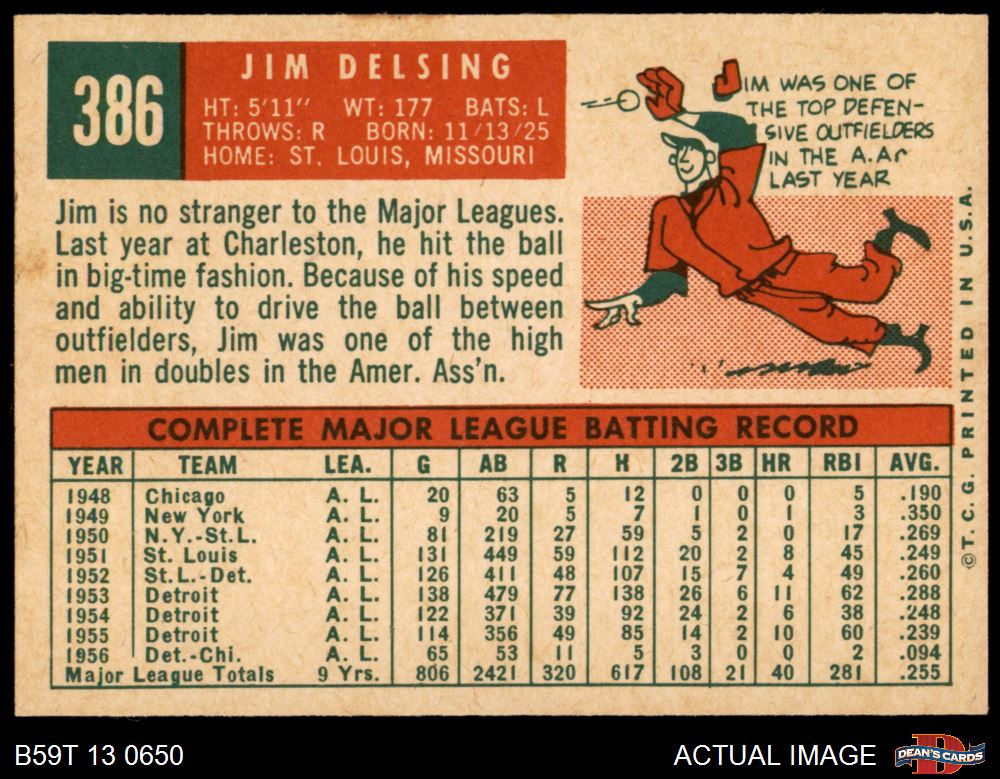 386
JIM DELSING
HT: 5'11" WT: 177 BATS: L
THROWS: R BORN: 11/13/25
HOME: ST. LOUIS, MISSOURI
JIM WAS ONE OF
THE TOP DEFEN-
SIVE OUTFIELDERS
IN THE A.A.
LAST YEAR
Jim is no stranger to the Major Leagues.
Last year at Charleston, he hit the ball
in big-time fashion. Because of his speed
and ability to drive the ball between
outfielders, Jim was one of the high
men in doubles in the Amer. Ass'n.
COMPLETE MAJOR LEAGUE BATTING RECORD
YEAR TEAM LEA. G AB R H 2B 3B HR RBI AVG.
1948 Chicago A. L. 20 63 5 12 0 0 0 5 .190
1949 New York A. L. 9 20 5 7 1 0 1 3 .350
1950 N.Y.-St.L. A. L. 81 219 27 59 5 2 0 17 .269
1951 St. Louis A. L. 131 449 59 112 20 2 8 45 .249
1952 St.L.-Det. A. L. 126 411 48 107 15 7 4 49 .260
1953 Detroit A. L. 138 479 77 138 26 6 11 62 .288
1954 Detroit A. L. 122 371 39 92 24 2 6 38 .248
1955 Detroit A. L. 114 356 49 85 14 2 10 60 .239
1956 Det.-Chi. A. L. 65 53 11 5 3 0 0 2 .094
Major League Totals 9 Yrs. 806 2421 320 617 108 21 40 281 .255
©T. C. G. PRINTED IN U.S.A.
B59T 13 0650
ACTUAL IMAGE
DEAN'S CARDS